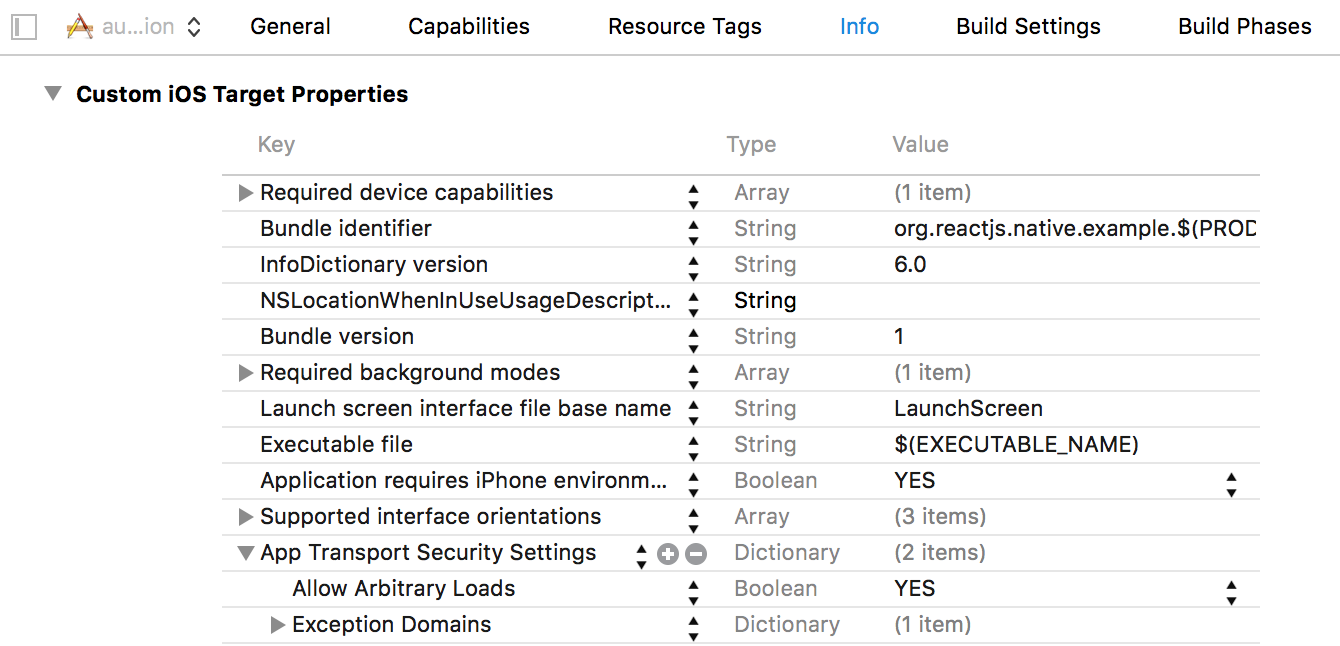 au...ion General Capabilities Resource Tags Info Build Settings Build Phases
Custom iOS Target Properties
Key Type Value
Required device capabilities Array (1 item)
Bundle identifier String org.reactjs.native.example.$(PROD
InfoDictionary version String 6.0
NSLocationWhenInUseUsageDescript... String
Bundle version String 1
Required background modes Array (1 item)
Launch screen interface file base name String LaunchScreen
Executable file String $(EXECUTABLE_NAME)
Application requires iPhone environm... Boolean YES
Supported interface orientations Array (3 items)
App Transport Security Settings Dictionary (2 items)
Allow Arbitrary Loads Boolean YES
Exception Domains Dictionary (1 item)